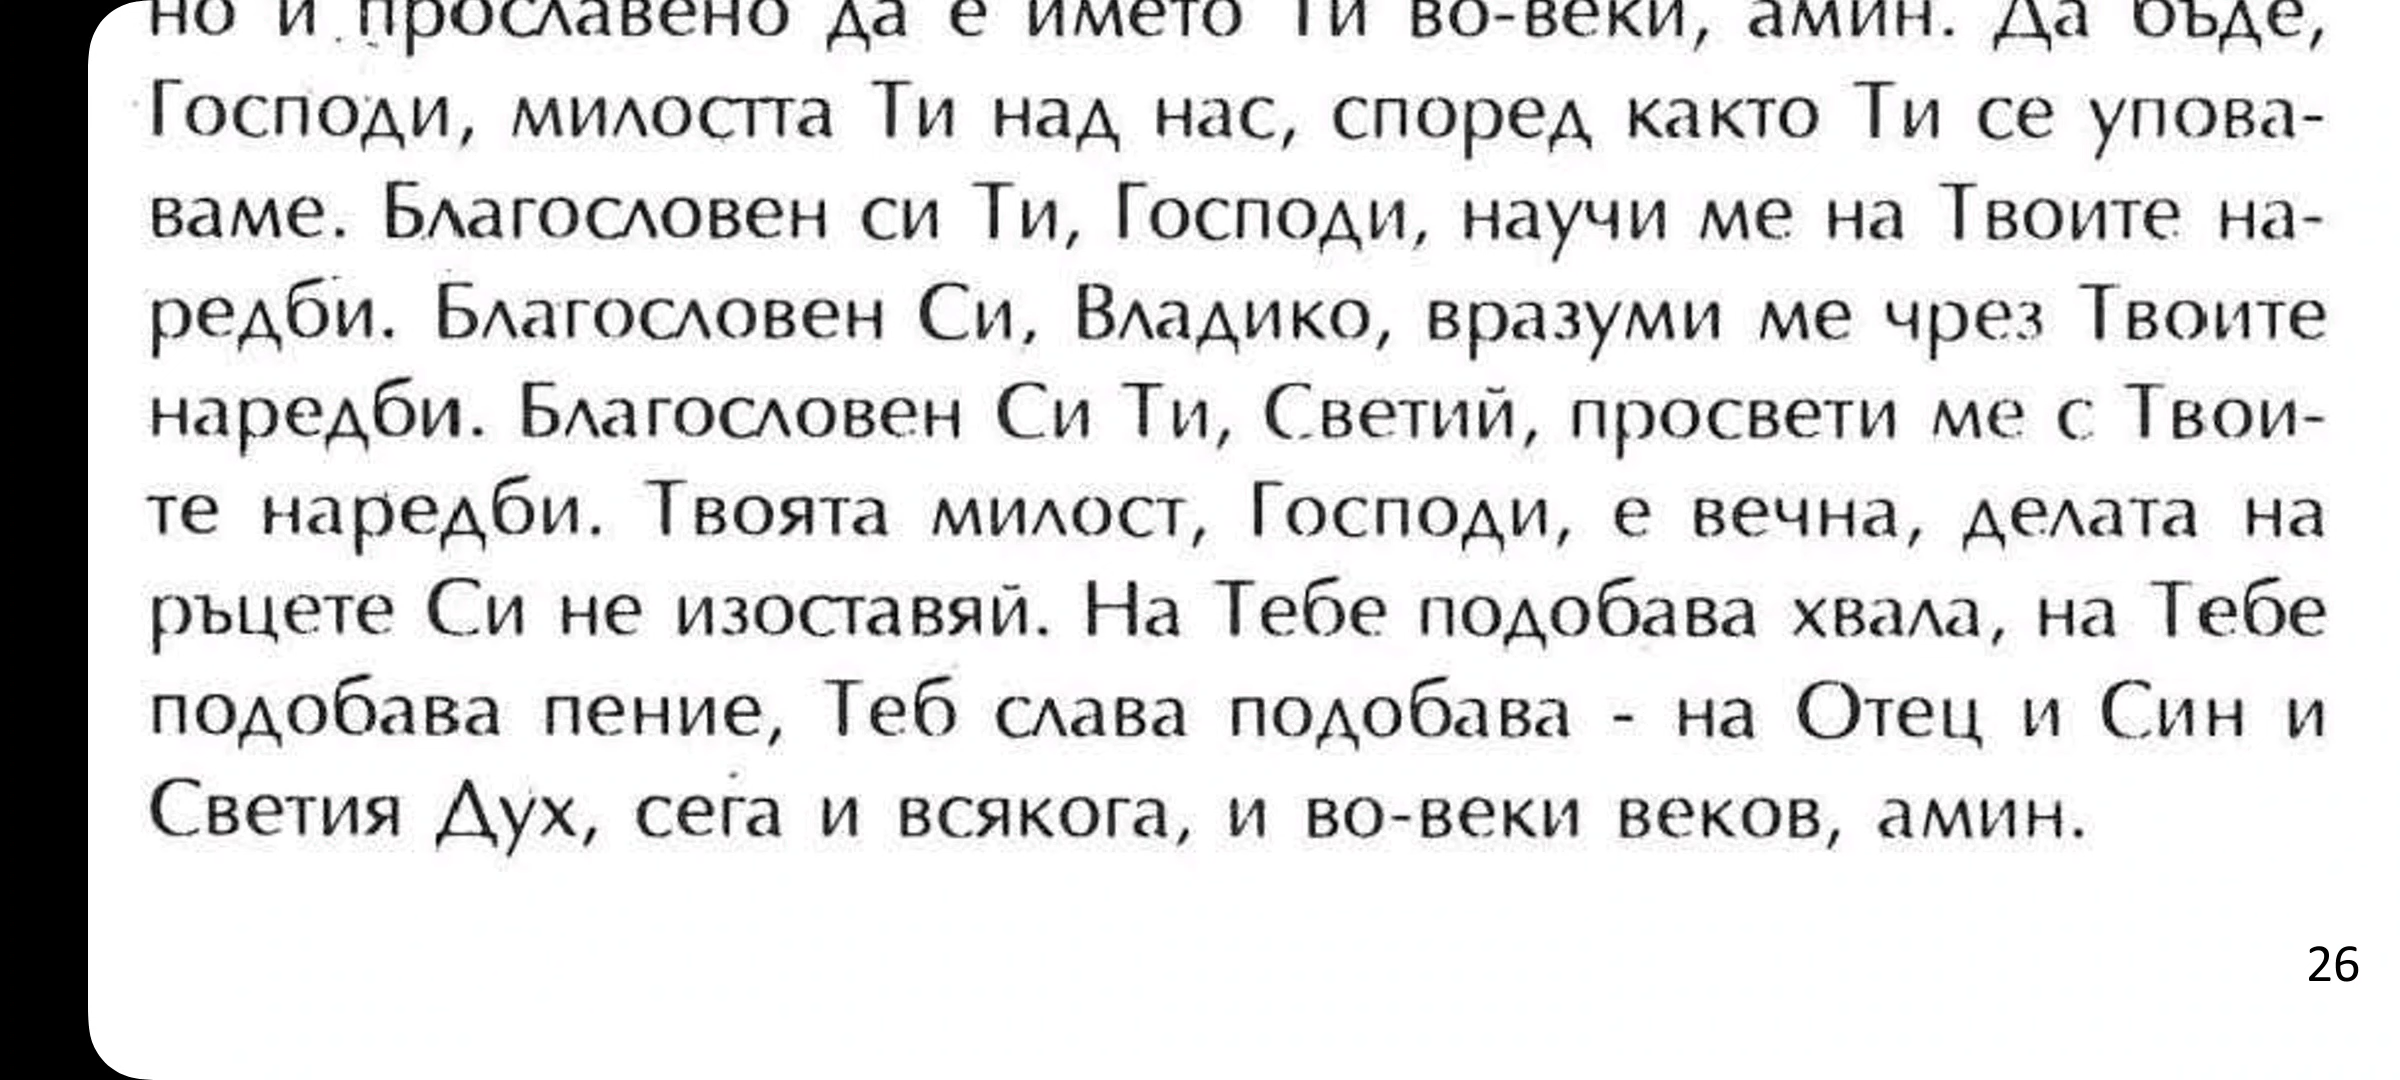 но и прославено да е името Ти во-веки, амин. Да бъде,
Господи, милостта Ти над нас, според както Ти се упова-
ваме. Благословен си Ти, Господи, научи ме на Твоите на-
редби. Благословен Си, Владико, вразуми ме чрез Твоите
наредби. Благословен Си Ти, Светий, просвети ме с Твои-
те наредби. Твоята милост, Господи, е вечна, делата на
ръцете Си не изоставяй. На Тебе подобава хвала, на Тебе
подобава пение, Теб слава подобава - на Отец и Син и
Светия Дух, сега и всякога, и во-веки веков, амин.
26